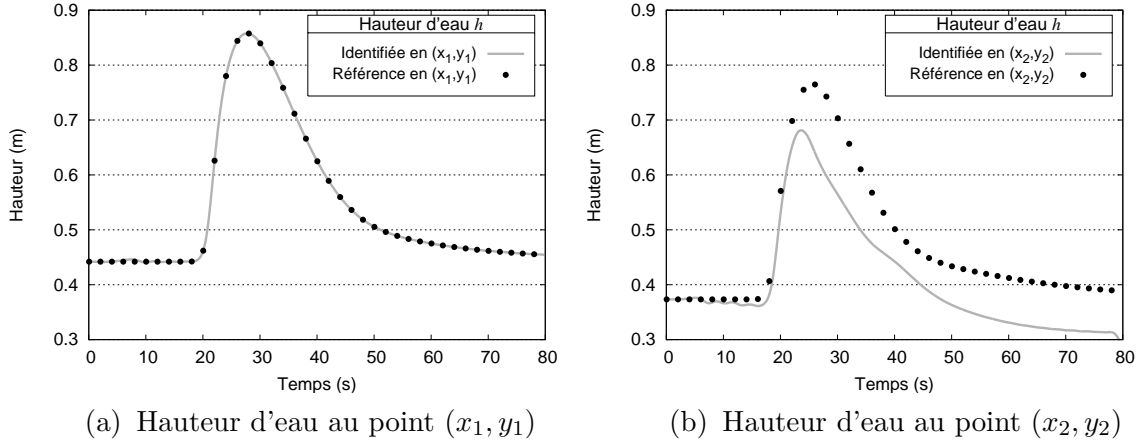 Hauteur d'eau h
Identifiée en (x1,y1)
Référence en (x1,y1)
0.9
0.8
0.7
0.6
0.5
0.4
0.3
Hauteur (m)
0 10 20 30 40 50 60 70 80
Temps (s)
(a) Hauteur d'eau au point (x1, y1)
Hauteur d'eau h
Identifiée en (x2,y2)
Référence en (x2,y2)
0.9
0.8
0.7
0.6
0.5
0.4
0.3
Hauteur (m)
0 10 20 30 40 50 60 70 80
Temps (s)
(b) Hauteur d'eau au point (x2, y2)